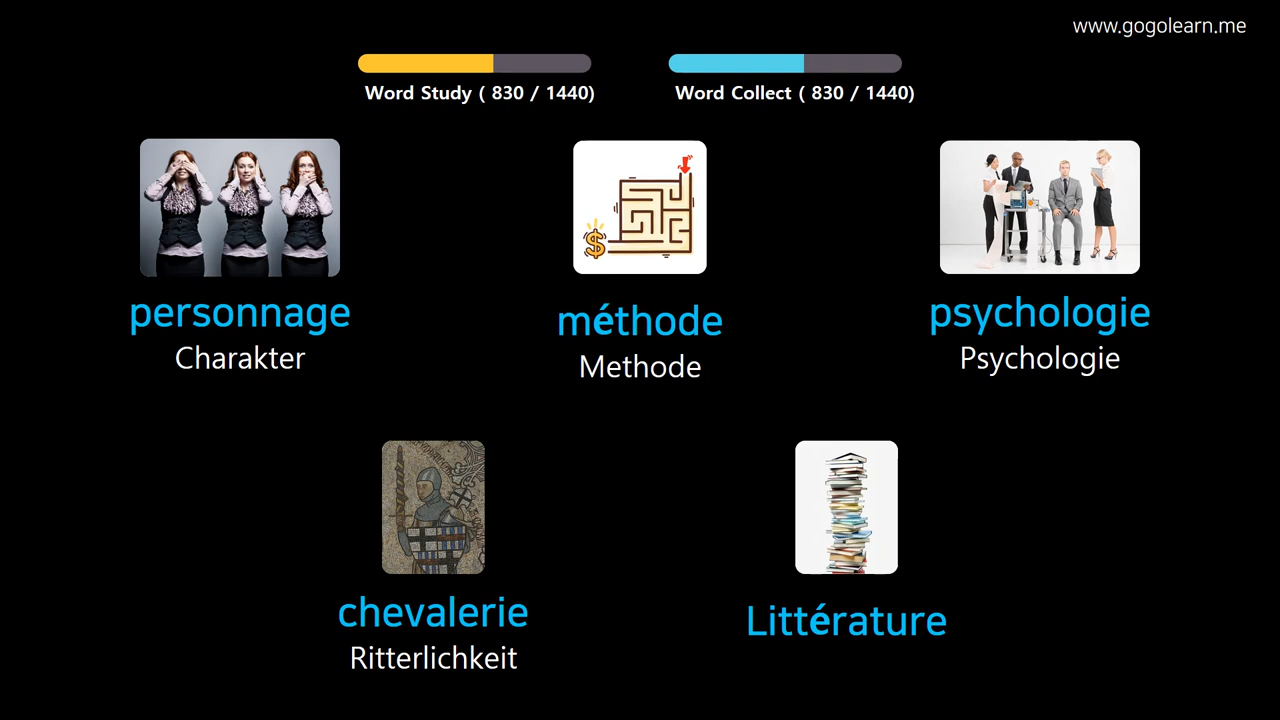 www.gogolearn.me
Word Study ( 830 / 1440)
Word Collect ( 830 / 1440)
personnage
Charakter
méthode
Methode
psychologie
Psychologie
chevalerie
Ritterlichkeit
Littérature